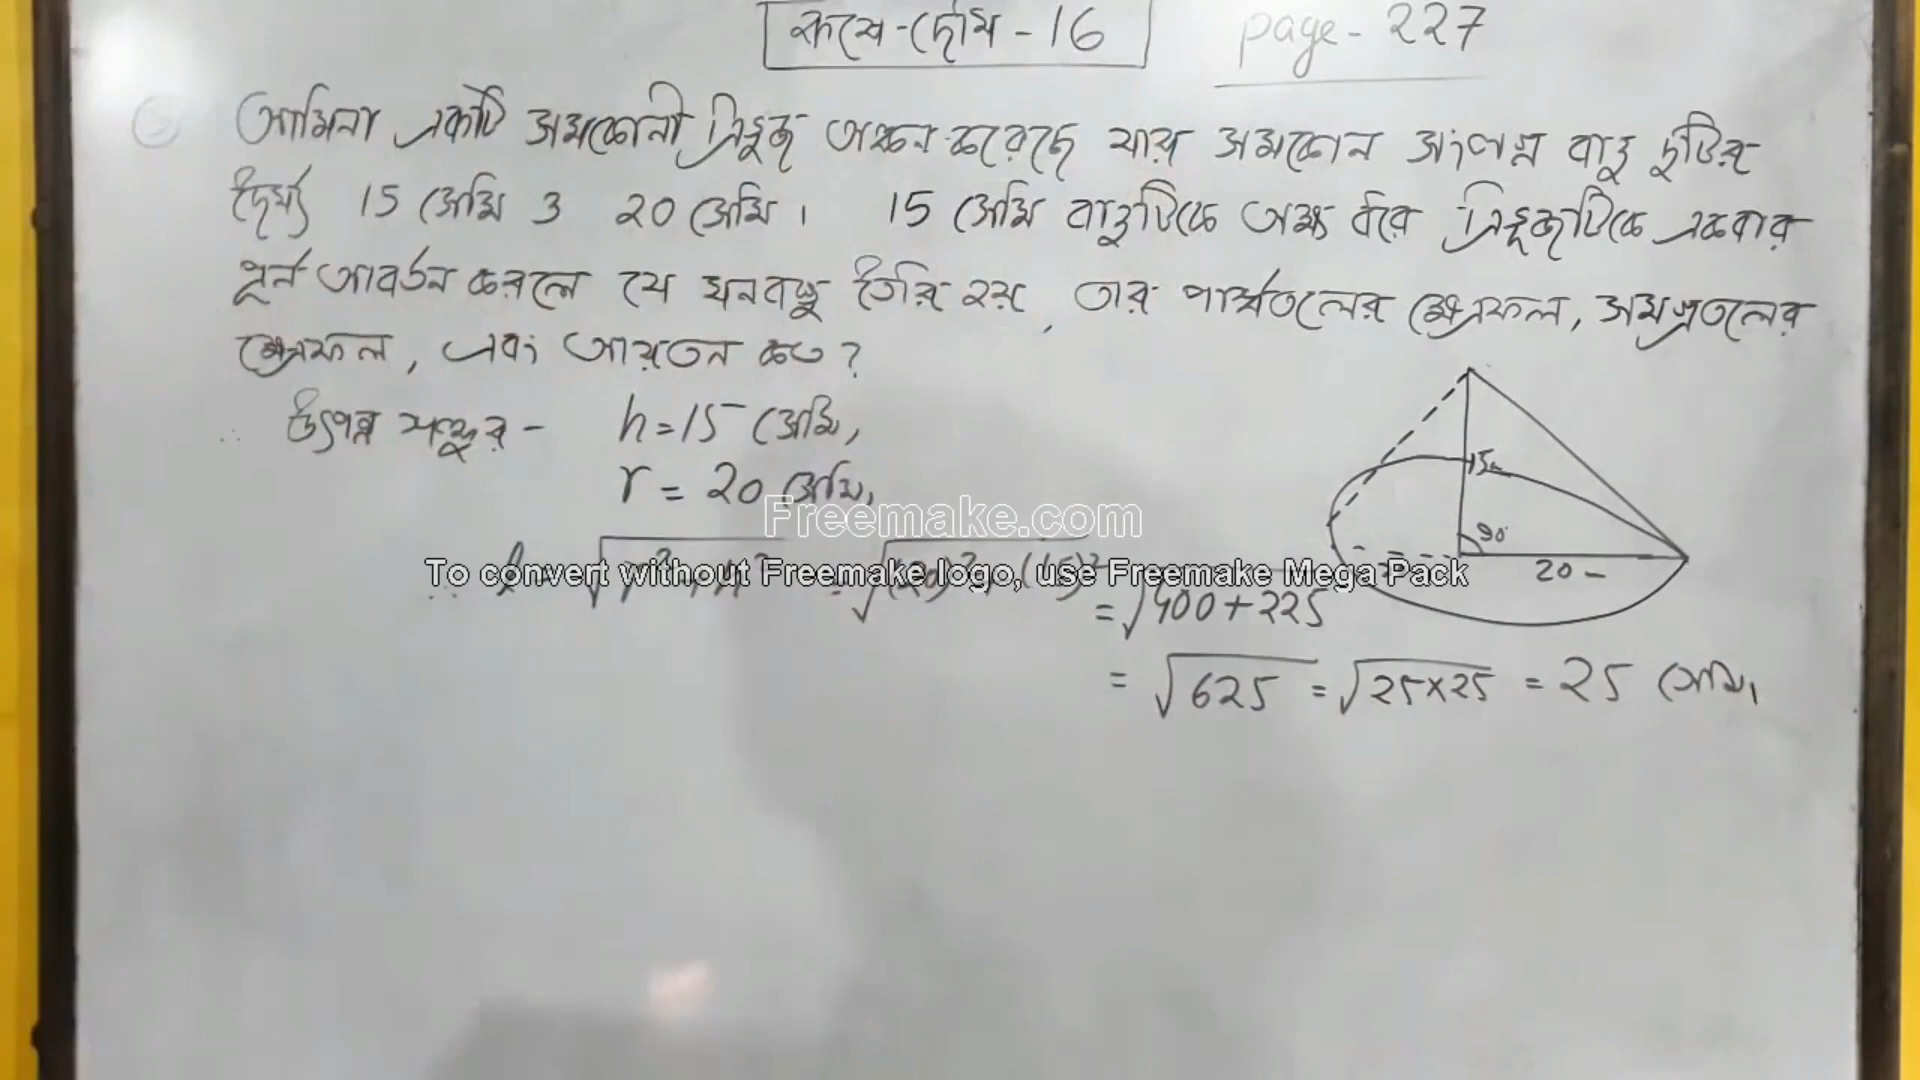 কষে-দেখি - 16 page - 227
আমিনা একটি সমকোনী ত্রিভূজ অঙ্কন করেছে যার সমকোন সংলগ্ন বাহু দুটির
দৈর্ঘ্য 15 সেমি ও 20 সেমি। 15 সেমি বাহুটিকে অক্ষ ধরে ত্রিভূজটিকে একবার
পূর্ন আবর্তন করলে যে ঘনবস্তু তৈরি হয়, তার পার্শ্বতলের ক্ষেত্রফল, সমগ্রতলের
ক্ষেত্রফল, এবং আয়তন কত?
উৎপন্ন শঙ্কুর - h = 15 সেমি,
r = 20 সেমি,
15
90°
20
Freemake.com
To convert without Freemake logo, use Freemake Mega Pack
= √400 + 225
= √625 = √25×25 = 25 সেমি,